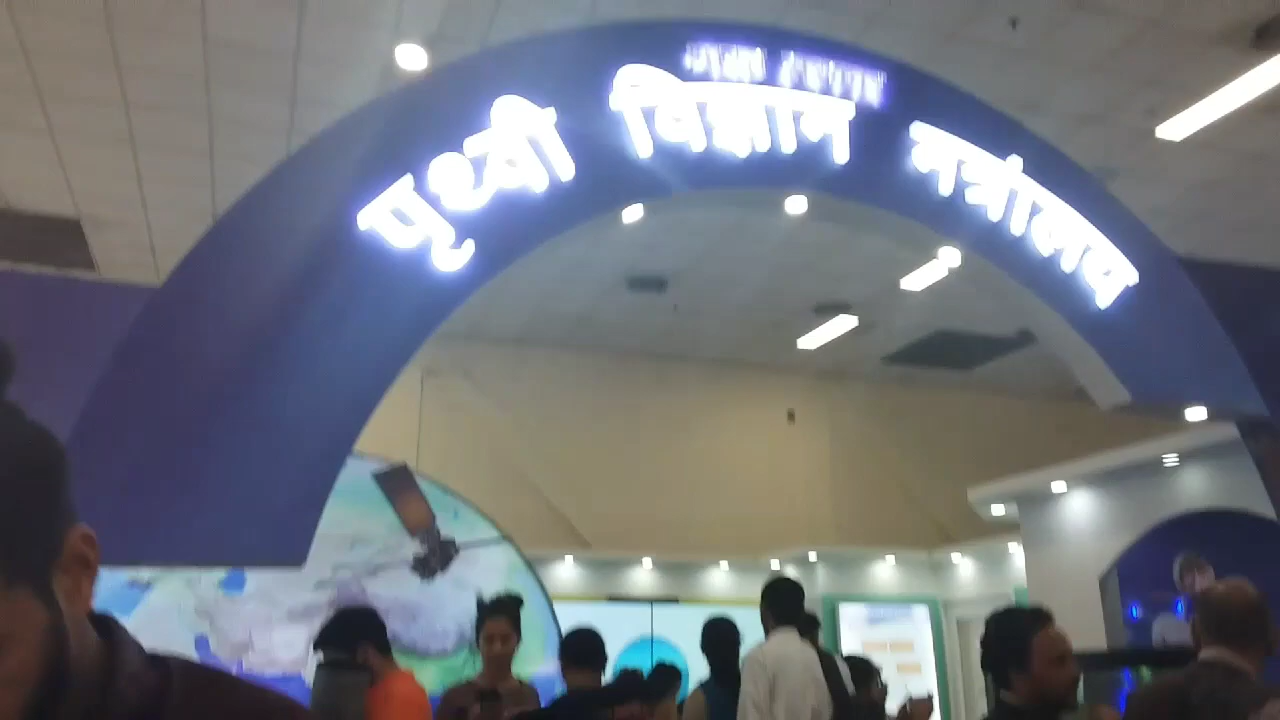 पृथ्वी विज्ञान मंत्रालय